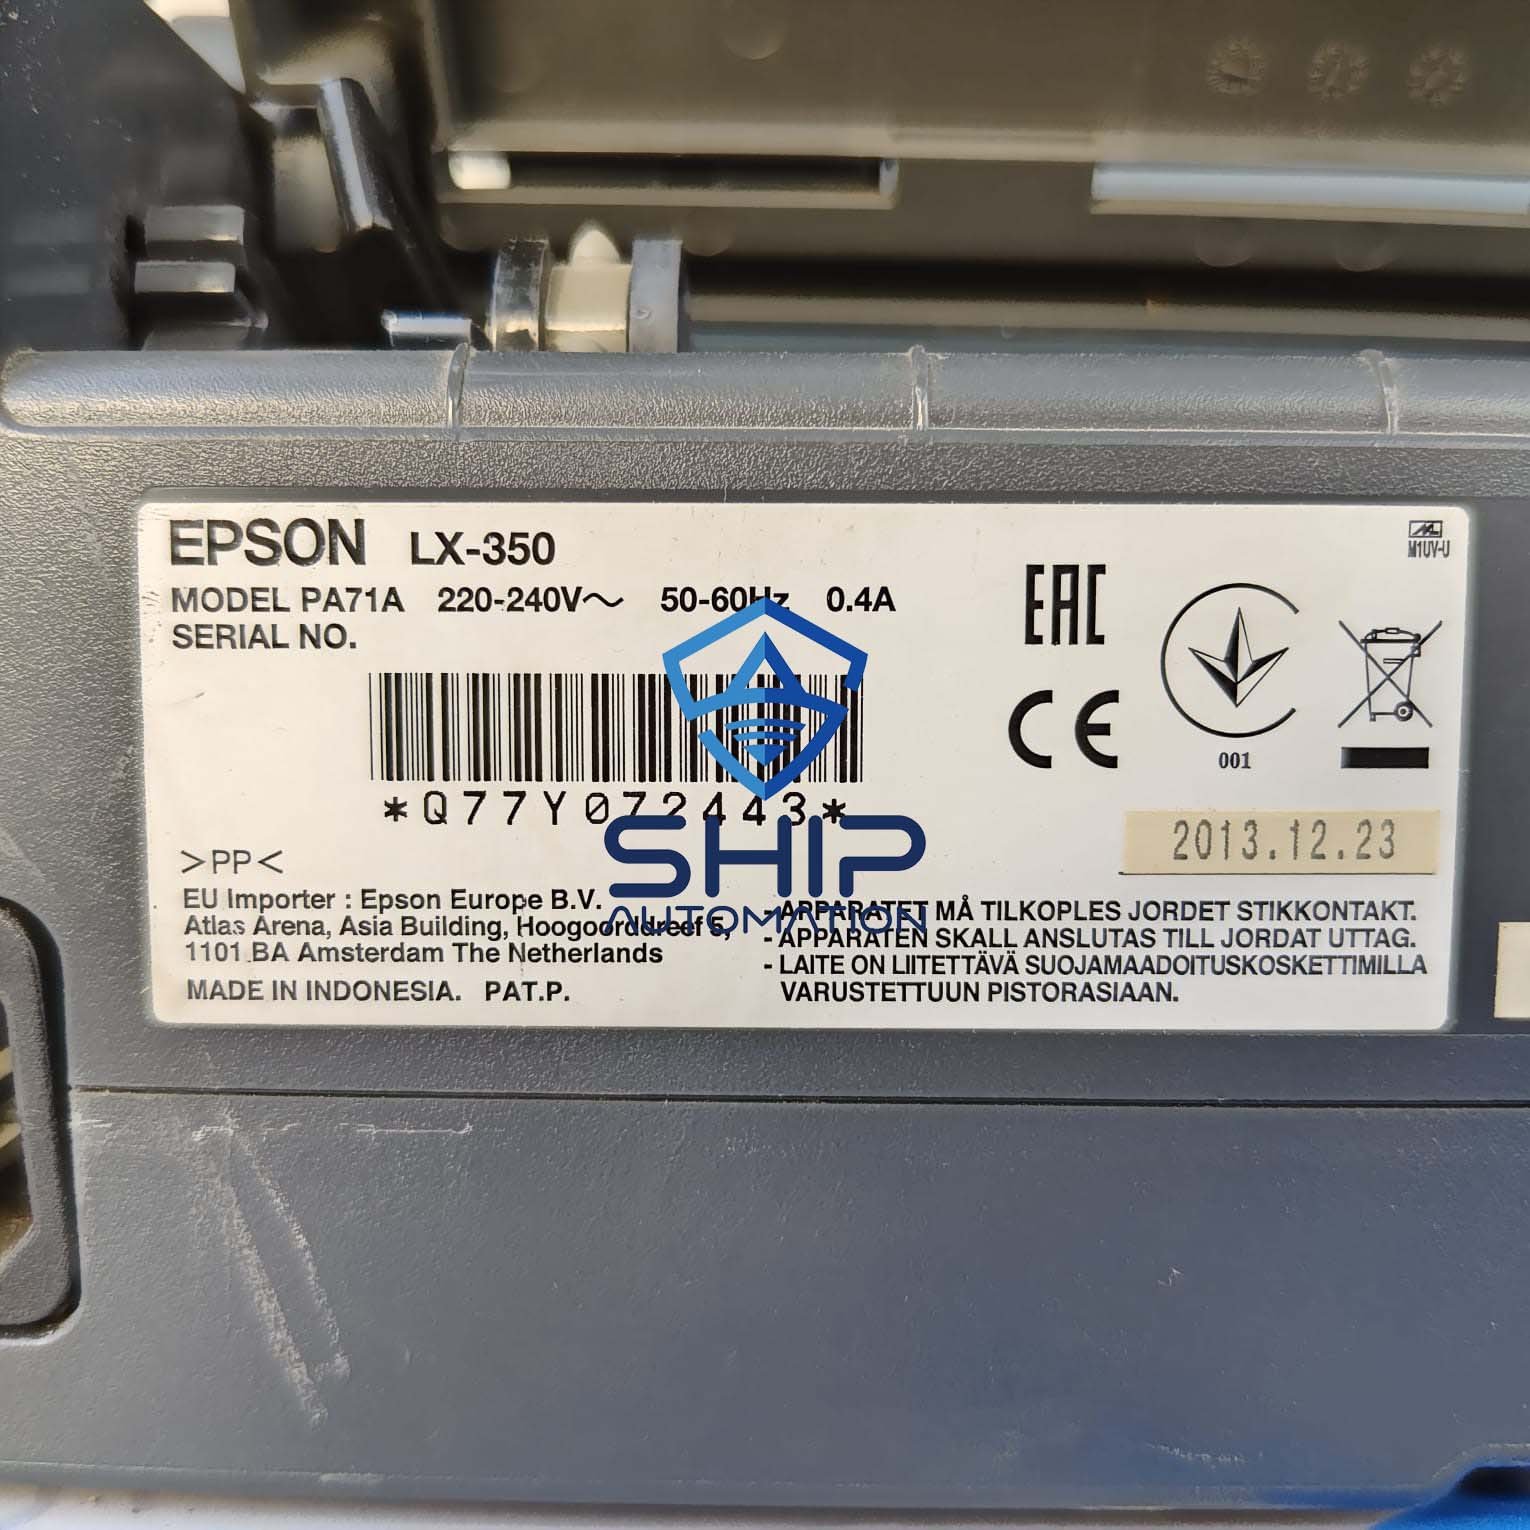 EPSON LX-350
M1UV-U
MODEL PA71A 220-240V～ 50-60Hz 0.4A
SERIAL NO.
EAC
CE
001
*Q77Y072443*
SHIP
AUTOMATION
2013.12.23
>PP<
EU Importer : Epson Europe B.V.
Atlas Arena, Asia Building, Hoogoorddreef 5,
1101 BA Amsterdam The Netherlands
MADE IN INDONESIA. PAT.P.
- APPARATET MÅ TILKOPLES JORDET STIKKONTAKT.
- APPARATEN SKALL ANSLUTAS TILL JORDAT UTTAG.
- LAITE ON LIITETTÄVÄ SUOJAMAADOITUSKOSKETTIMILLA
VARUSTETTUUN PISTORASIAAN.